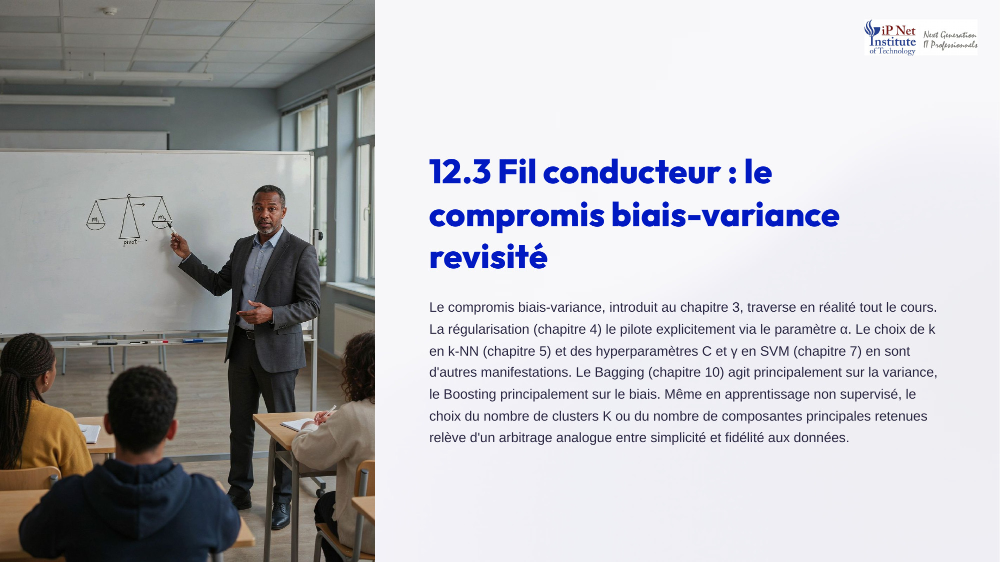 iP Net
Institute
of Technology
Next Generation
IT Professionnels
m₁
m₂
pivot
12.3 Fil conducteur : le
compromis biais-variance
revisité
Le compromis biais-variance, introduit au chapitre 3, traverse en réalité tout le cours.
La régularisation (chapitre 4) le pilote explicitement via le paramètre α. Le choix de k
en k-NN (chapitre 5) et des hyperparamètres C et γ en SVM (chapitre 7) en sont
d'autres manifestations. Le Bagging (chapitre 10) agit principalement sur la variance,
le Boosting principalement sur le biais. Même en apprentissage non supervisé, le
choix du nombre de clusters K ou du nombre de composantes principales retenues
relève d'un arbitrage analogue entre simplicité et fidélité aux données.